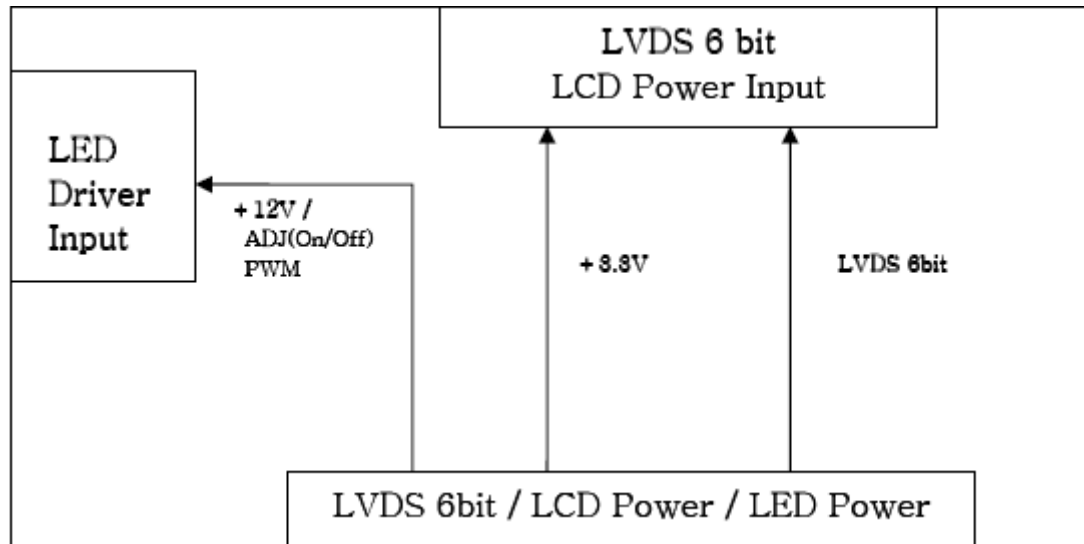 LVDS 6 bit
LCD Power Input
LED
Driver
Input
+ 12V /
ADJ(On/Off)
PWM
+ 3.3V
LVDS 6bit
LVDS 6bit / LCD Power / LED Power